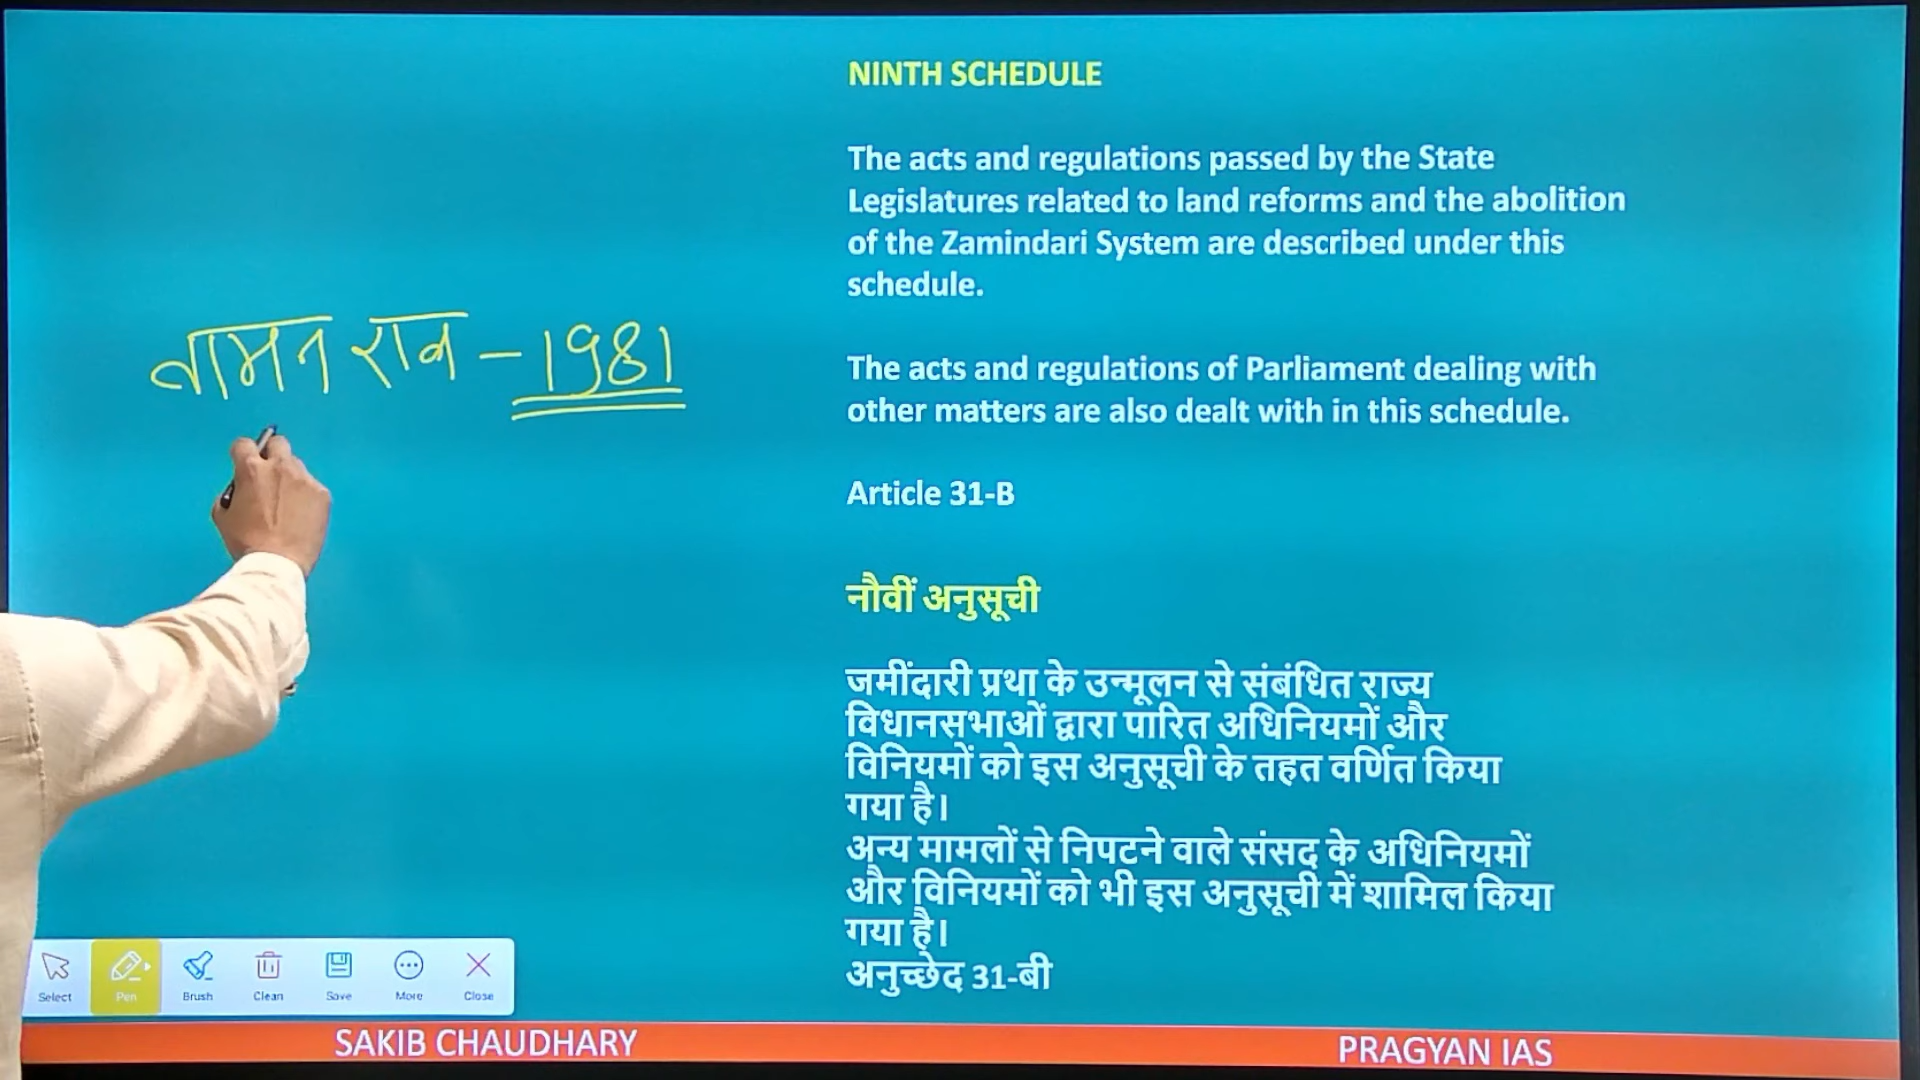 वामन राव – 1981
NINTH SCHEDULE
The acts and regulations passed by the State
Legislatures related to land reforms and the abolition
of the Zamindari System are described under this
schedule.
The acts and regulations of Parliament dealing with
other matters are also dealt with in this schedule.
Article 31-B
नौवीं अनुसूची
जमींदारी प्रथा के उन्मूलन से संबंधित राज्य
विधानसभाओं द्वारा पारित अधिनियमों और
विनियमों को इस अनुसूची के तहत वर्णित किया
गया है।
अन्य मामलों से निपटने वाले संसद के अधिनियमों
और विनियमों को भी इस अनुसूची में शामिल किया
गया है।
अनुच्छेद 31-बी
Select Pen Brush Clean Save More Close
SAKIB CHAUDHARY PRAGYAN IAS